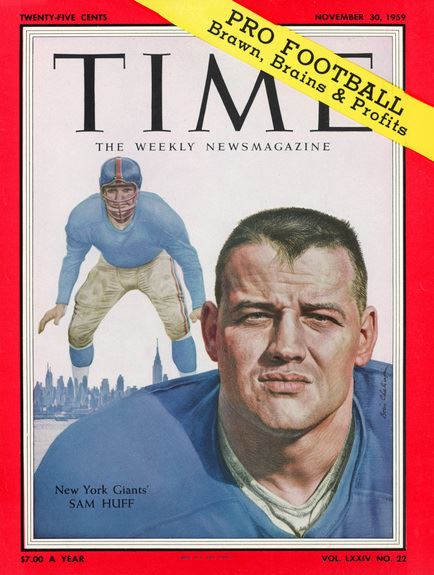 TWENTY-FIVE CENTS
NOVEMBER 30, 1959
PRO FOOTBALL
Brawn, Brains & Profits
TIME
THE WEEKLY NEWSMAGAZINE
New York Giants'
SAM HUFF
$7.00 A YEAR
VOL. LXXIV NO. 22